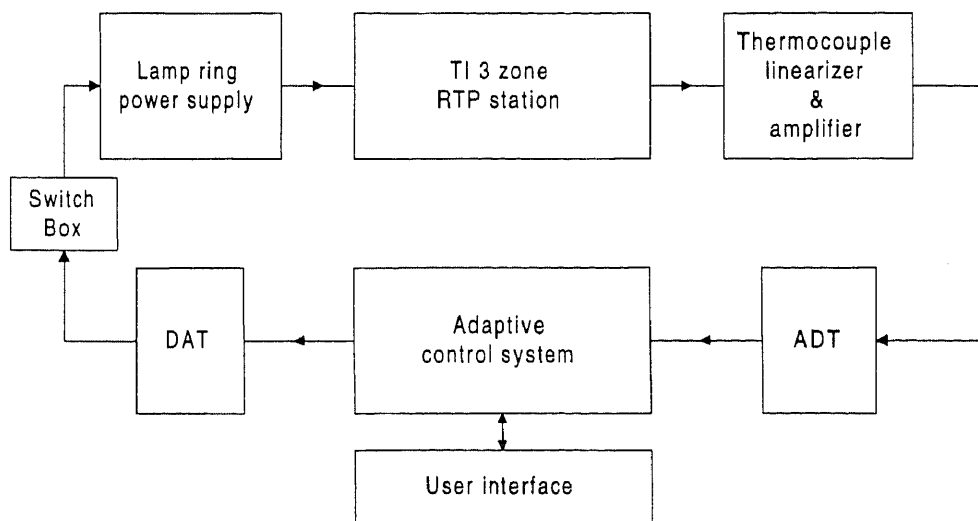 Lamp ring
power supply
TI 3 zone
RTP station
Thermocouple
linearizer
&
amplifier
Switch
Box
DAT
Adaptive
control system
ADT
User interface